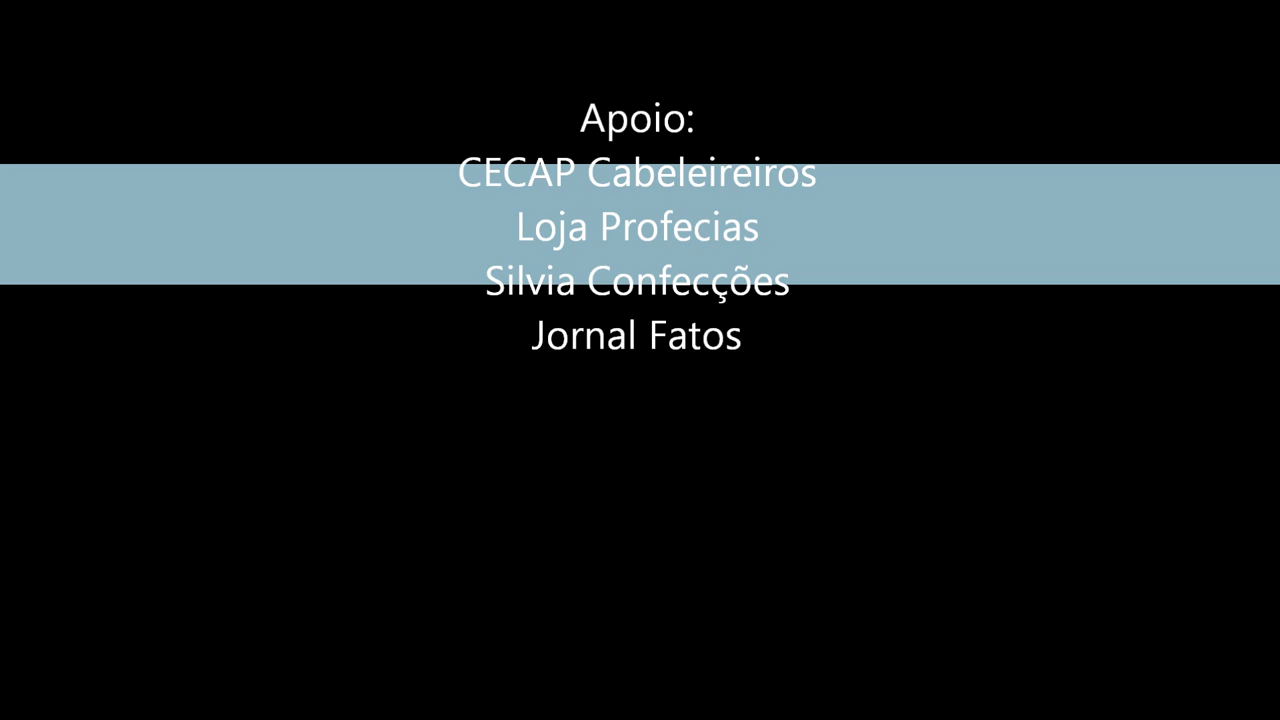 Apoio:
CECAP Cabeleireiros
Loja Profecias
Silvia Confecções
Jornal Fatos